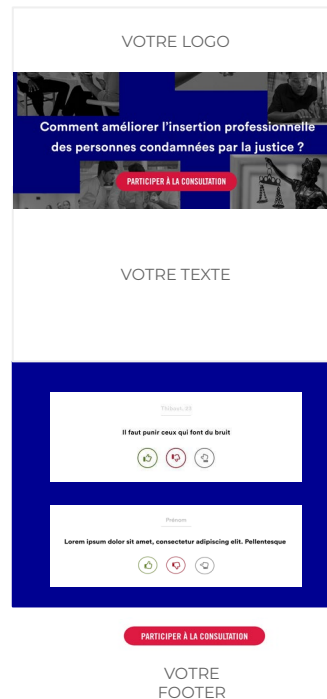 VOTRE LOGO
Comment améliorer l'insertion professionnelle
des personnes condamnées par la justice ?
PARTICIPER À LA CONSULTATION
VOTRE TEXTE
Thibaut, 20
Il faut punir ceux qui font du bruit
Prénom
Lorem ipsum dolor sit amet, consectetur adipiscing elit. Pellentesque
PARTICIPER À LA CONSULTATION
VOTRE
FOOTER